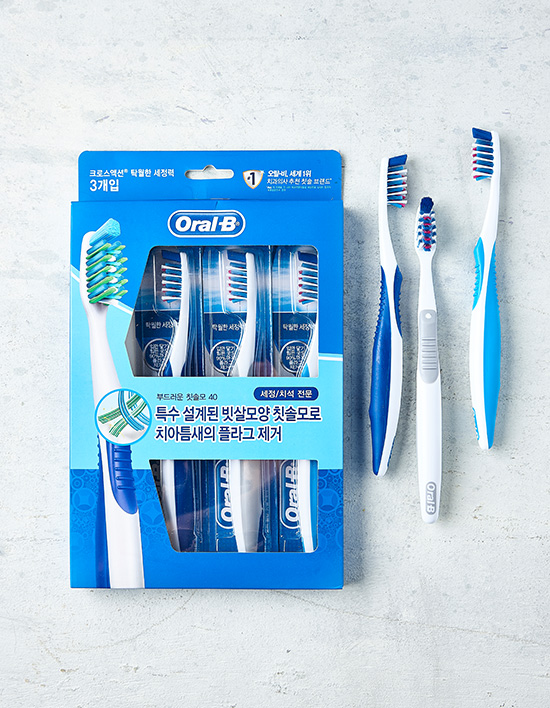 크로스액션® 탁월한 세정력
3개입
1
오랄-비, 세계 1위
치과의사 추천 칫솔 브랜드*
Oral-B
탁월한 세정력
탁월한 세정력
탁월한 세정력
부드러운 칫솔모 40
세정/치석 전문
특수 설계된 빗살모양 칫솔모로
치아틈새의 플라그 제거
Oral-B